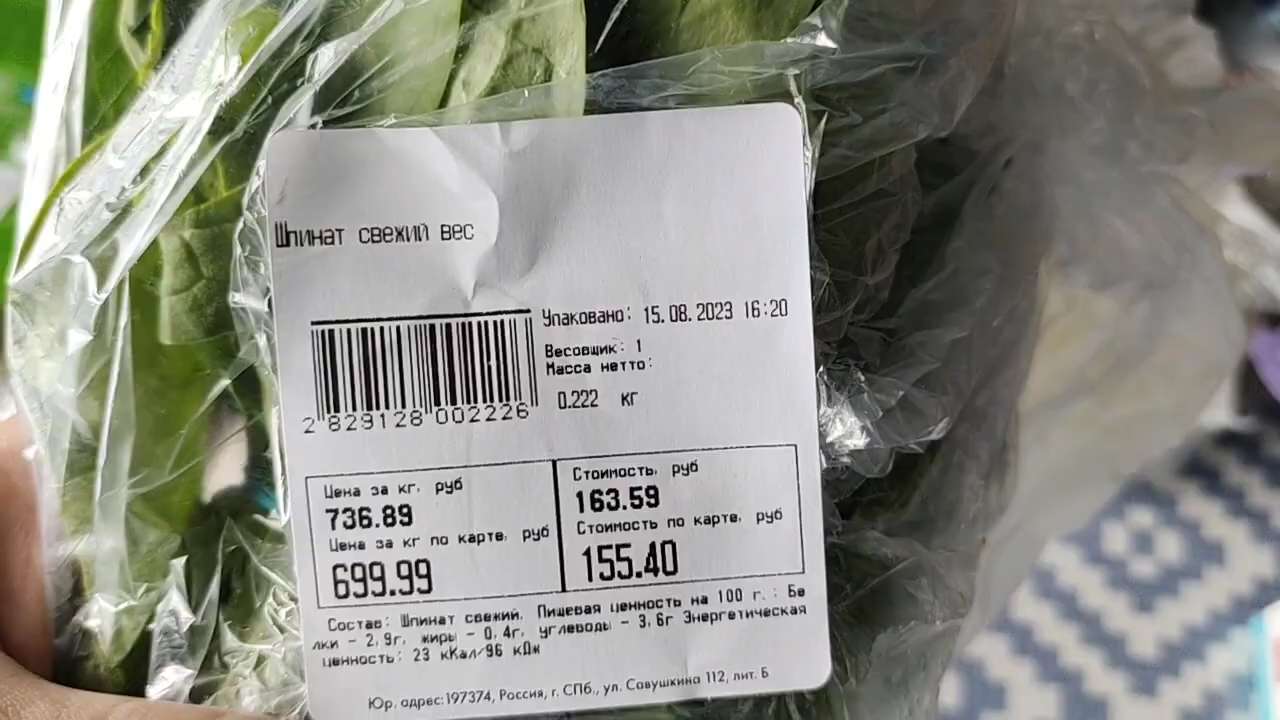 Шпинат свежий вес
Упаковано: 15.08.2023 16:20
Весовщик: 1
Масса нетто:
0.222 кг
2 829128 002226
Цена за кг, руб
736.89
Цена за кг по карте, руб
699.99
Стоимость, руб
163.59
Стоимость по карте, руб
155.40
Состав: Шпинат свежий. Пищевая ценность на 100 г. : Бе
лки - 2,9г, жиры - 0,4г, углеводы - 3,6г Энергетическая
ценность: 23 кКал/96 кДж
Юр. адрес:197374, Россия, г. СПб., ул. Савушкина 112, лит. Б